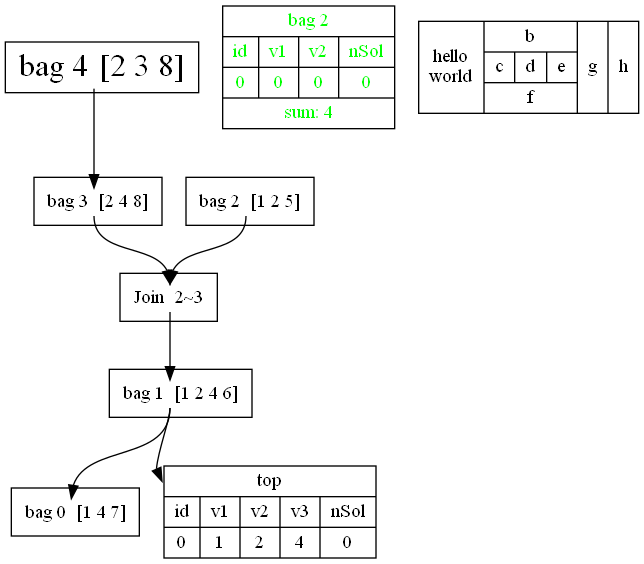 bag 4 [2 3 8]
bag 2
id v1 v2 nSol
0 0 0 0
sum: 4
hello
world
b
c d e
f
g
h
bag 3 [2 4 8]
bag 2 [1 2 5]
Join 2~3
bag 1 [1 2 4 6]
bag 0 [1 4 7]
top
id v1 v2 v3 nSol
0 1 2 4 0